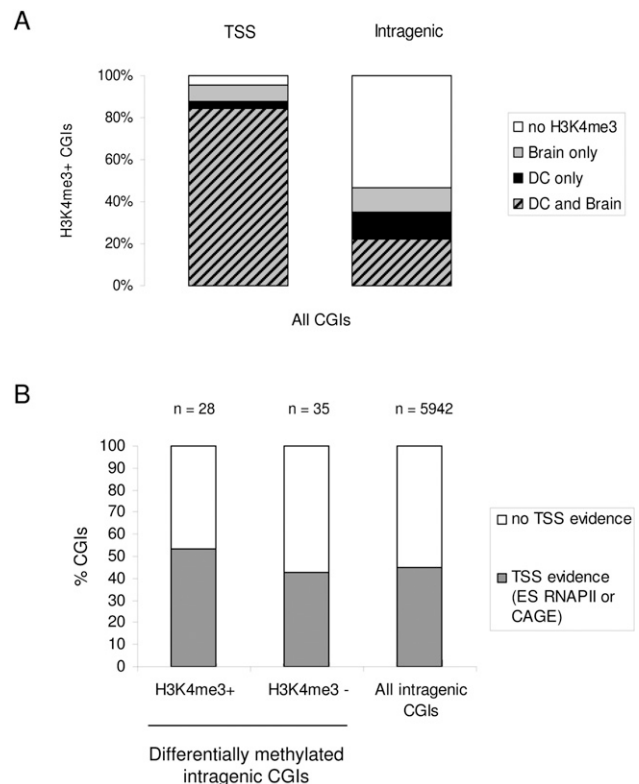 A
TSS
Intragenic
H3K4me3+ CGIs
100%
80%
60%
40%
20%
0%
no H3K4me3
Brain only
DC only
DC and Brain
All CGIs
B
n = 28
n = 35
n = 5942
% CGIs
100
90
80
70
60
50
40
30
20
10
0
no TSS evidence
TSS evidence
(ES RNAPII or
CAGE)
H3K4me3+
H3K4me3 -
All intragenic
CGIs
Differentially methylated
intragenic CGIs